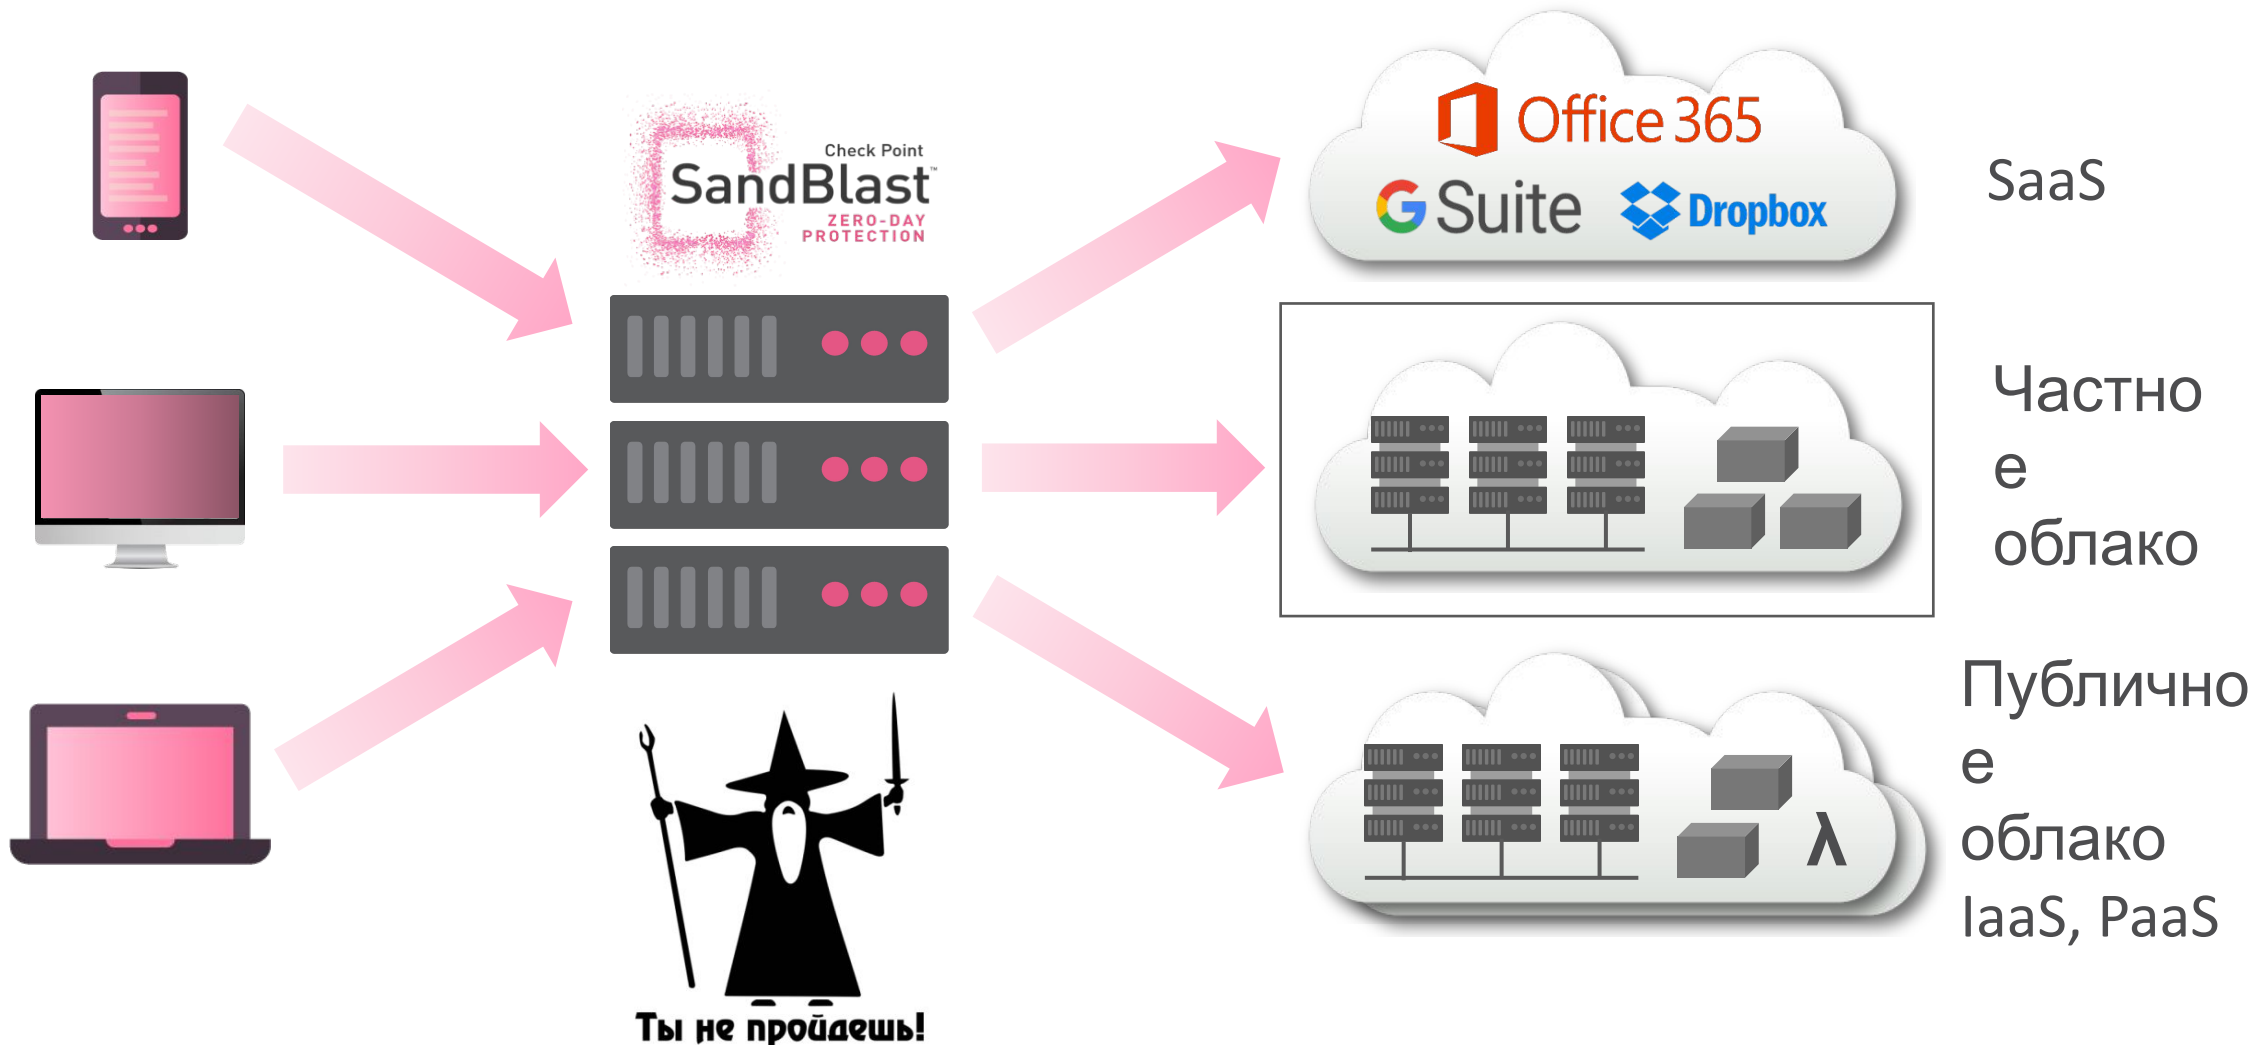 Check Point
SandBlast™
ZERO-DAY
PROTECTION
Ты не пройдешь!
Office 365
G Suite
Dropbox
SaaS
Частно
е
облако
Публично
е
облако
IaaS, PaaS
λ